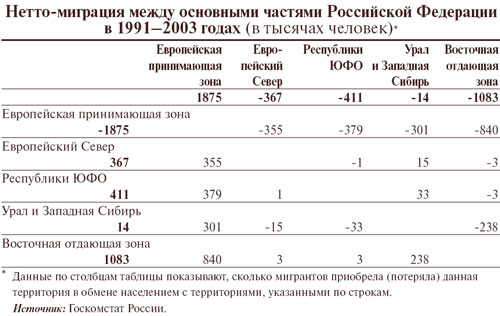 Нетто-миграция между основными частями Российской Федерации
в 1991–2003 годах (в тысячах человек)*
Европейская принимающая зона Евро-пейский Север Республики ЮФО Урал и Западная Сибирь Восточная отдающая зона
1875 -367 -411 -14 -1083
Европейская принимающая зона
-1875 -355 -379 -301 -840
Европейский Север
367 355 -1 15 -3
Республики ЮФО
411 379 1 33 -3
Урал и Западная Сибирь
14 301 -15 -33 -238
Восточная отдающая зона
1083 840 3 3 238
* Данные по столбцам таблицы показывают, сколько мигрантов приобрела (потеряла) данная
территория в обмене населением с территориями, указанными по строкам.
Источник: Госкомстат России.